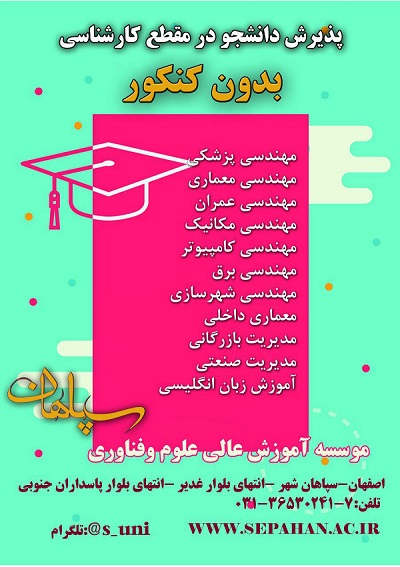 پذیرش دانشجو در مقطع کارشناسی
بدون کنکور
مهندسی پزشکی
مهندسی معماری
مهندسی عمران
مهندسی مکانیک
مهندسی کامپیوتر
مهندسی برق
مهندسی شهرسازی
معماری داخلی
مدیریت بازرگانی
مدیریت صنعتی
آموزش زبان انگلیسی
سپاهان
موسسه آموزش عالی علوم وفناوری
اصفهان-سپاهان شهر -انتهای بلوار غدیر -انتهای بلوار پاسداران جنوبی
تلفن:۷-۳۶۵۳۰۲۴۱-۰۳۱
تلگرام:@s_uni WWW.SEPAHAN.AC.IR